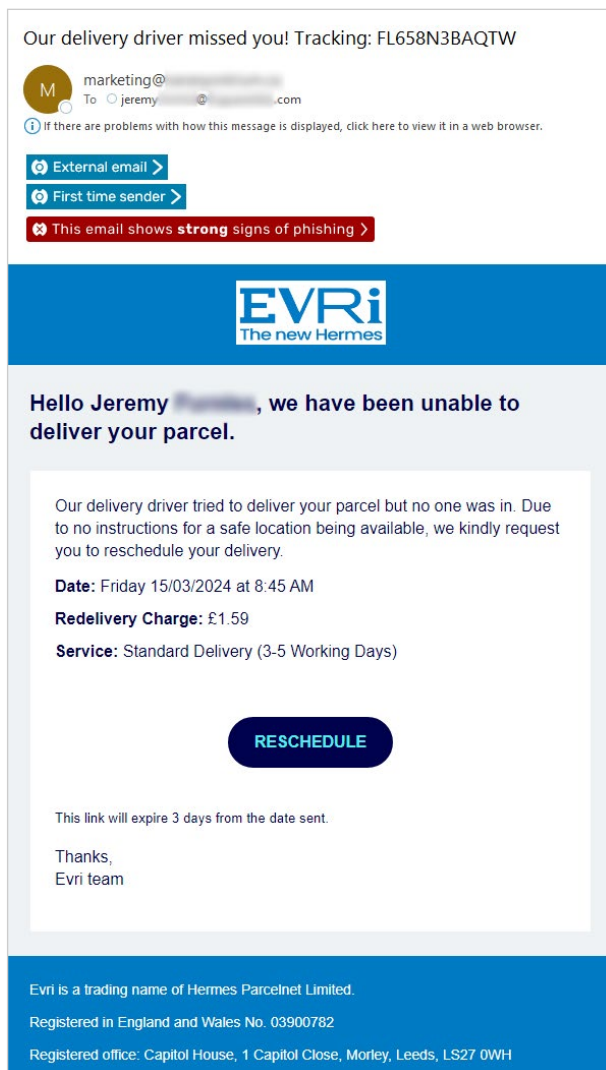 Our delivery driver missed you! Tracking: FL658N3BAQTW
M
marketing@
To jeremy @ .com
If there are problems with how this message is displayed, click here to view it in a web browser.
External email
First time sender
This email shows strong signs of phishing
EVRi
The new Hermes
Hello Jeremy , we have been unable to
deliver your parcel.
Our delivery driver tried to deliver your parcel but no one was in. Due
to no instructions for a safe location being available, we kindly request
you to reschedule your delivery.
Date: Friday 15/03/2024 at 8:45 AM
Redelivery Charge: £1.59
Service: Standard Delivery (3-5 Working Days)
RESCHEDULE
This link will expire 3 days from the date sent.
Thanks,
Evri team
Evri is a trading name of Hermes Parcelnet Limited.
Registered in England and Wales No. 03900782
Registered office: Capitol House, 1 Capitol Close, Morley, Leeds, LS27 0WH